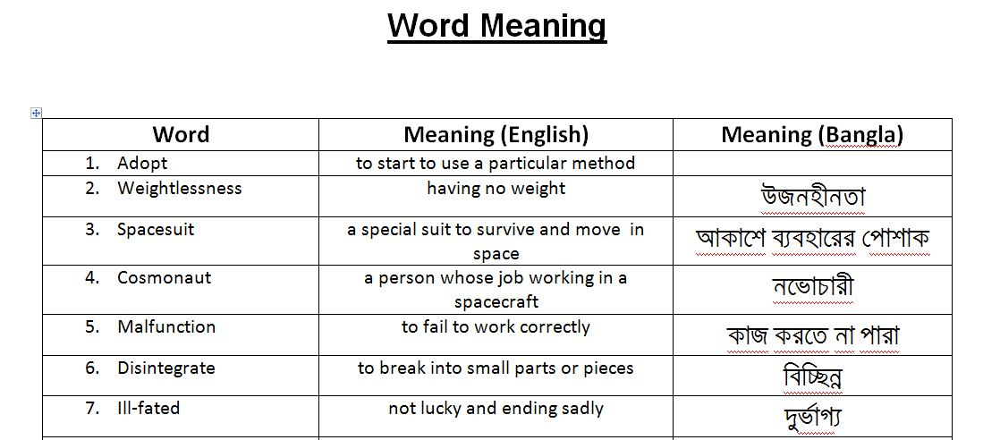 Word Meaning
Word Meaning (English) Meaning (Bangla)
1. Adopt to start to use a particular method
2. Weightlessness having no weight উজনহীনতা
3. Spacesuit a special suit to survive and move in space আকাশে ব্যবহারের পোশাক
4. Cosmonaut a person whose job working in a spacecraft নভোচারী
5. Malfunction to fail to work correctly কাজ করতে না পারা
6. Disintegrate to break into small parts or pieces বিচ্ছিন্ন
7. Ill-fated not lucky and ending sadly দুর্ভাগ্য